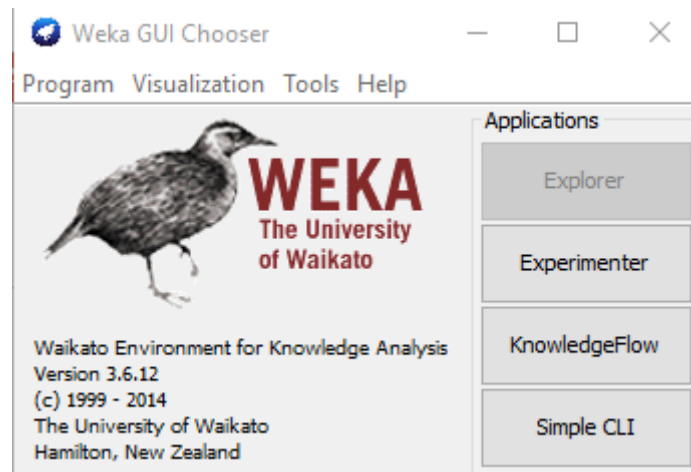 Weka GUI Chooser
Program Visualization Tools Help
Applications
WEKA
The University
of Waikato
Explorer
Experimenter
KnowledgeFlow
Simple CLI
Waikato Environment for Knowledge Analysis
Version 3.6.12
(c) 1999 - 2014
The University of Waikato
Hamilton, New Zealand